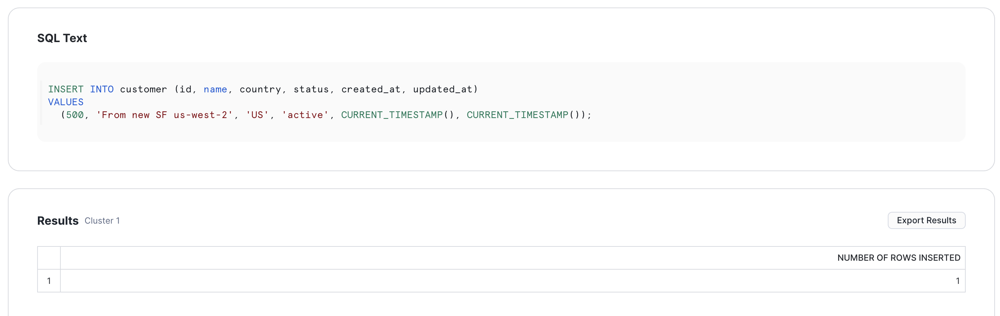 SQL Text
INSERT INTO customer (id, name, country, status, created_at, updated_at)
VALUES
  (500, 'From new SF us-west-2', 'US', 'active', CURRENT_TIMESTAMP(), CURRENT_TIMESTAMP());
Results Cluster 1
Export Results
NUMBER OF ROWS INSERTED
1 1